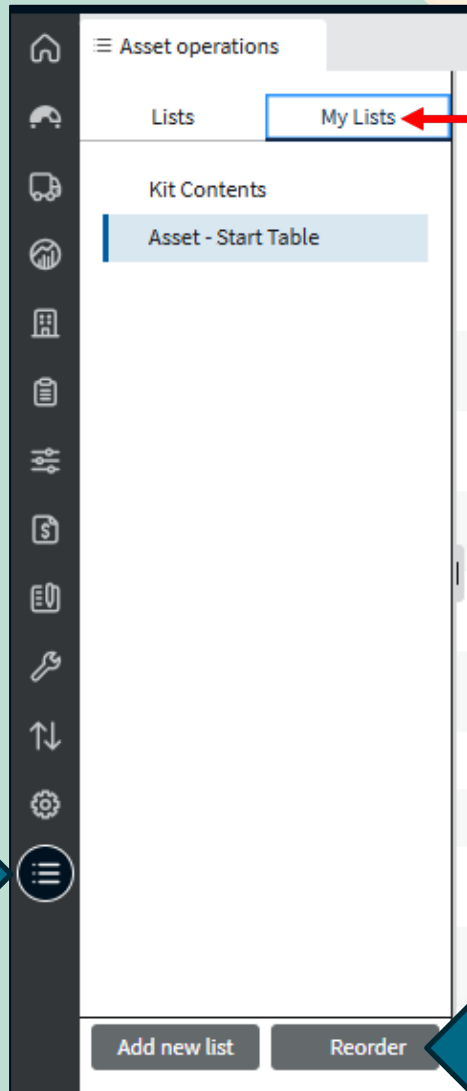 Asset operations
Lists
My Lists
Kit Contents
Asset - Start Table
Add new list
Reorder